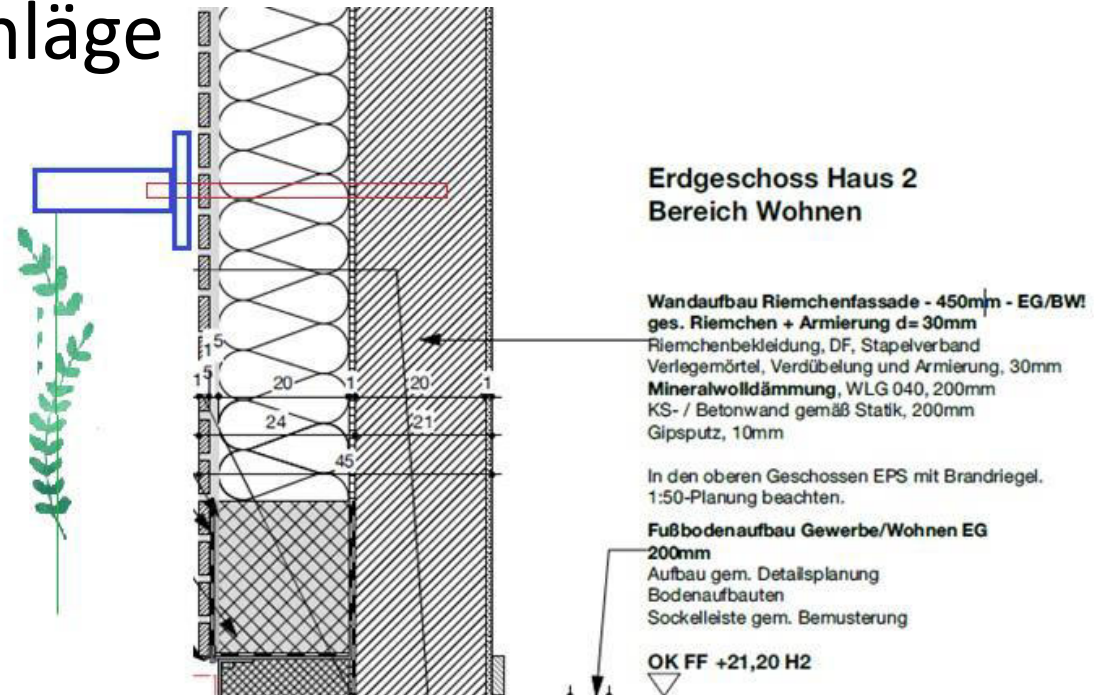 nläge
Erdgeschoss Haus 2
Bereich Wohnen
Wandaufbau Riemchenfassade - 450mm - EG/BW!
ges. Riemchen + Armierung d= 30mm
Riemchenbekleidung, DF, Stapelverband
Verlegemörtel, Verdübelung und Armierung, 30mm
Mineralwolldämmung, WLG 040, 200mm
KS- / Betonwand gemäß Statik, 200mm
Gipsputz, 10mm
In den oberen Geschossen EPS mit Brandriegel.
1:50-Planung beachten.
Fußbodenaufbau Gewerbe/Wohnen EG
200mm
Aufbau gem. Detailsplanung
Bodenaufbauten
Sockelleiste gem. Bemusterung
OK FF +21,20 H2
1 5
1 5 20 1 20 1
24 21
45